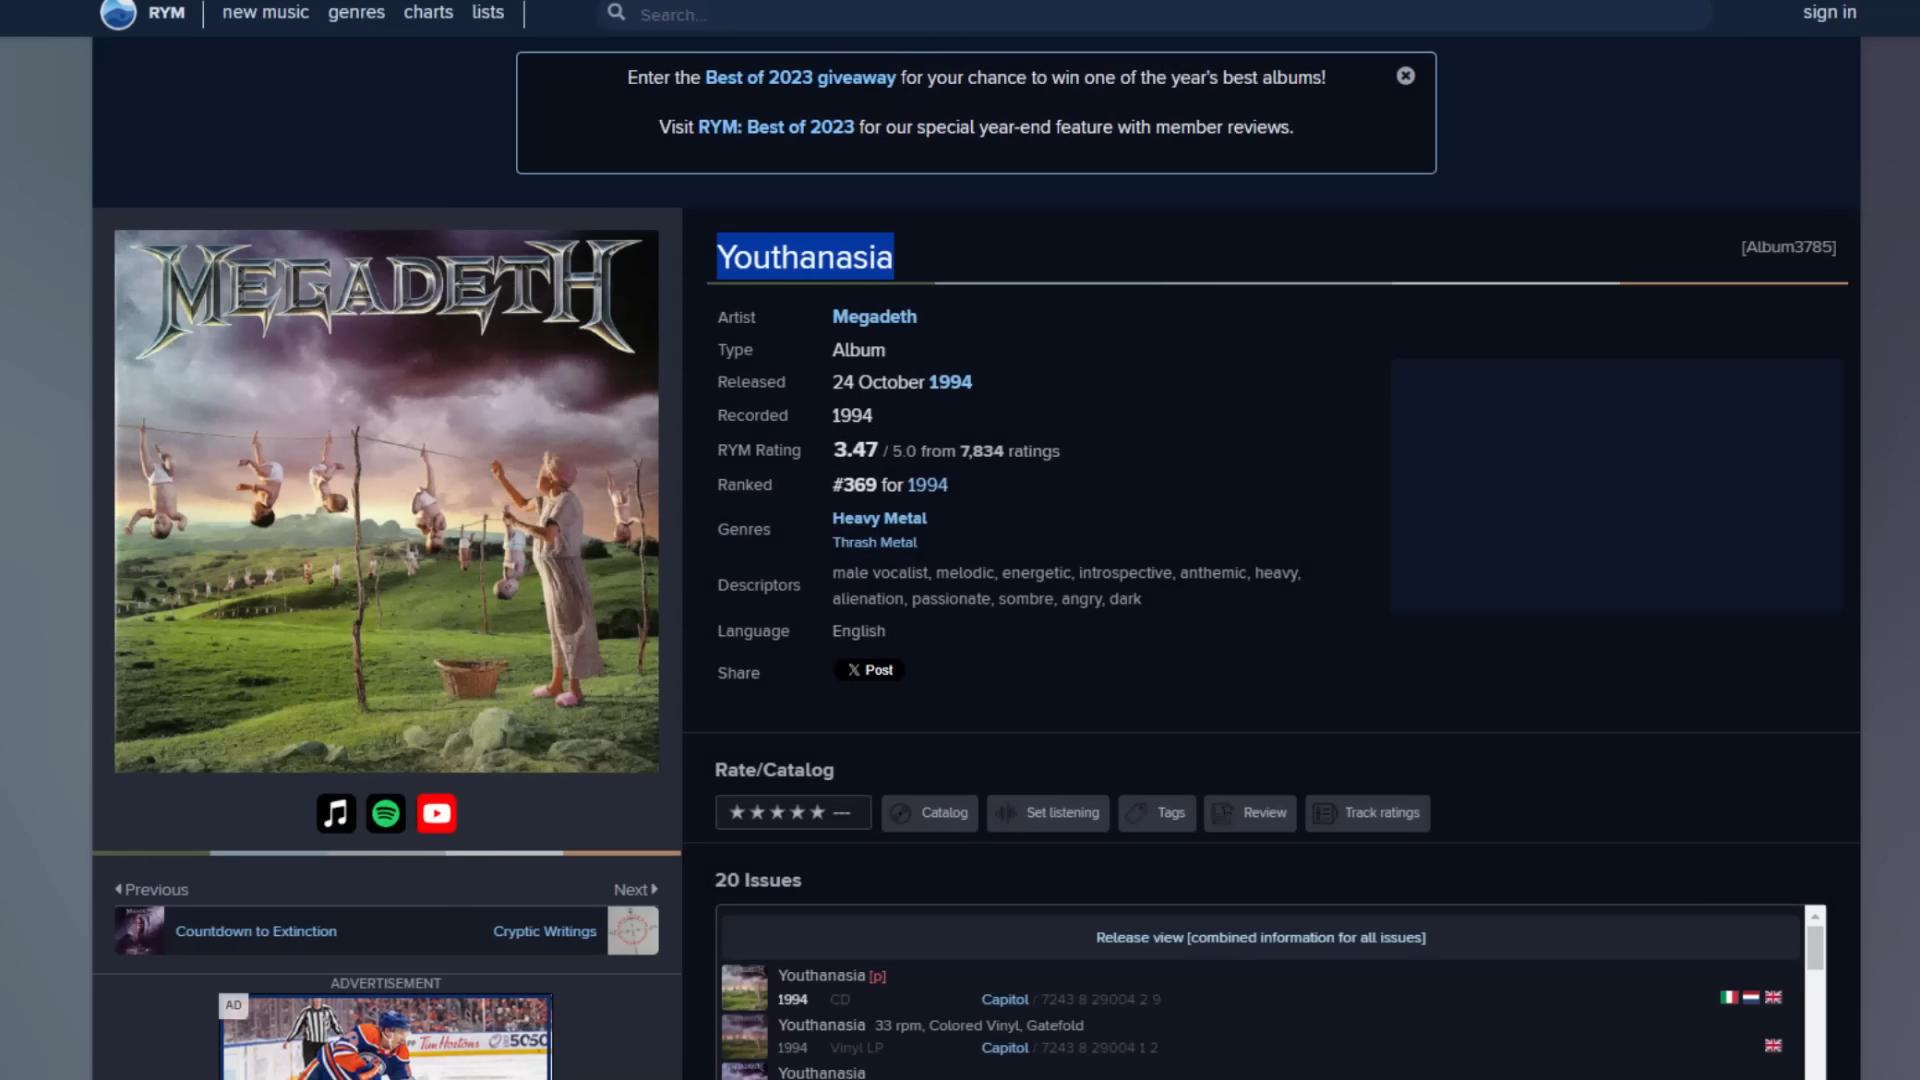 RYM new music genres charts lists Search... sign in
Enter the Best of 2023 giveaway for your chance to win one of the year's best albums!
Visit RYM: Best of 2023 for our special year-end feature with member reviews.
MEGADETH
Youthanasia [Album3785]
Artist Megadeth
Type Album
Released 24 October 1994
Recorded 1994
RYM Rating 3.47 / 5.0 from 7,834 ratings
Ranked #369 for 1994
Genres Heavy Metal
Thrash Metal
Descriptors male vocalist, melodic, energetic, introspective, anthemic, heavy,
alienation, passionate, sombre, angry, dark
Language English
Share X Post
Rate/Catalog
Catalog Set listening Tags Review Track ratings
Previous Next
Countdown to Extinction Cryptic Writings
ADVERTISEMENT
AD
Tim Hortons 5050
20 Issues
Release view [combined information for all issues]
Youthanasia [p]
1994 CD Capitol / 7243 8 29004 2 9
Youthanasia 33 rpm, Colored Vinyl, Gatefold
1994 Vinyl LP Capitol / 7243 8 29004 1 2
Youthanasia